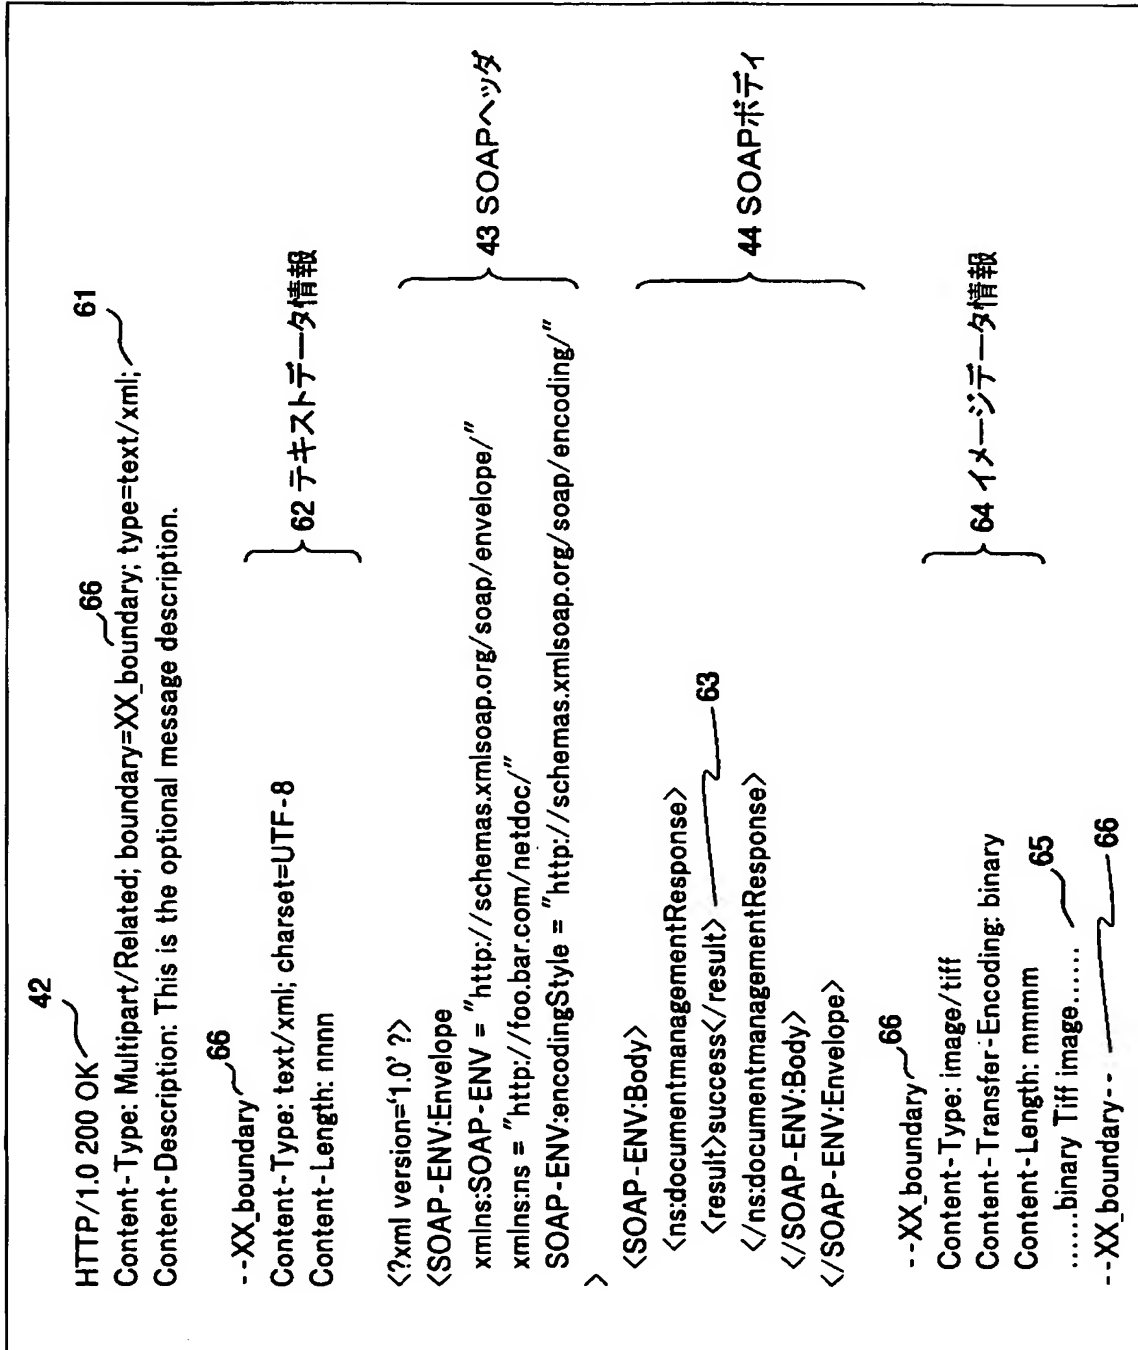 42
HTTP/1.0 200 OK
66
61
Content-Type: Multipart/Related; boundary=XX_boundary; type=text/xml;
Content-Description: This is the optional message description.
--XX_boundary 66
Content-Type: text/xml; charset=UTF-8
Content-Length: nnnn
62 テキストデータ情報
<?xml version='1.0' ?>
<SOAP-ENV:Envelope
xmlns:SOAP-ENV = "http://schemas.xmlsoap.org/soap/envelope/"
xmlns:ns = "http://foo.bar.com/netdoc/"
SOAP-ENV:encodingStyle = "http://schemas.xmlsoap.org/soap/encoding/"
>
43 SOAPヘッダ
<SOAP-ENV:Body>
<ns:documentmanagementResponse>
<result>success</result> 63
</ns:documentmanagementResponse>
</SOAP-ENV:Body>
</SOAP-ENV:Envelope>
44 SOAPボディ
--XX_boundary 66
Content-Type: image/tiff
Content-Transfer-Encoding: binary
Content-Length: mmmm
64 イメージデータ情報
......binary Tiff image....... 65
--XX_boundary-- 66